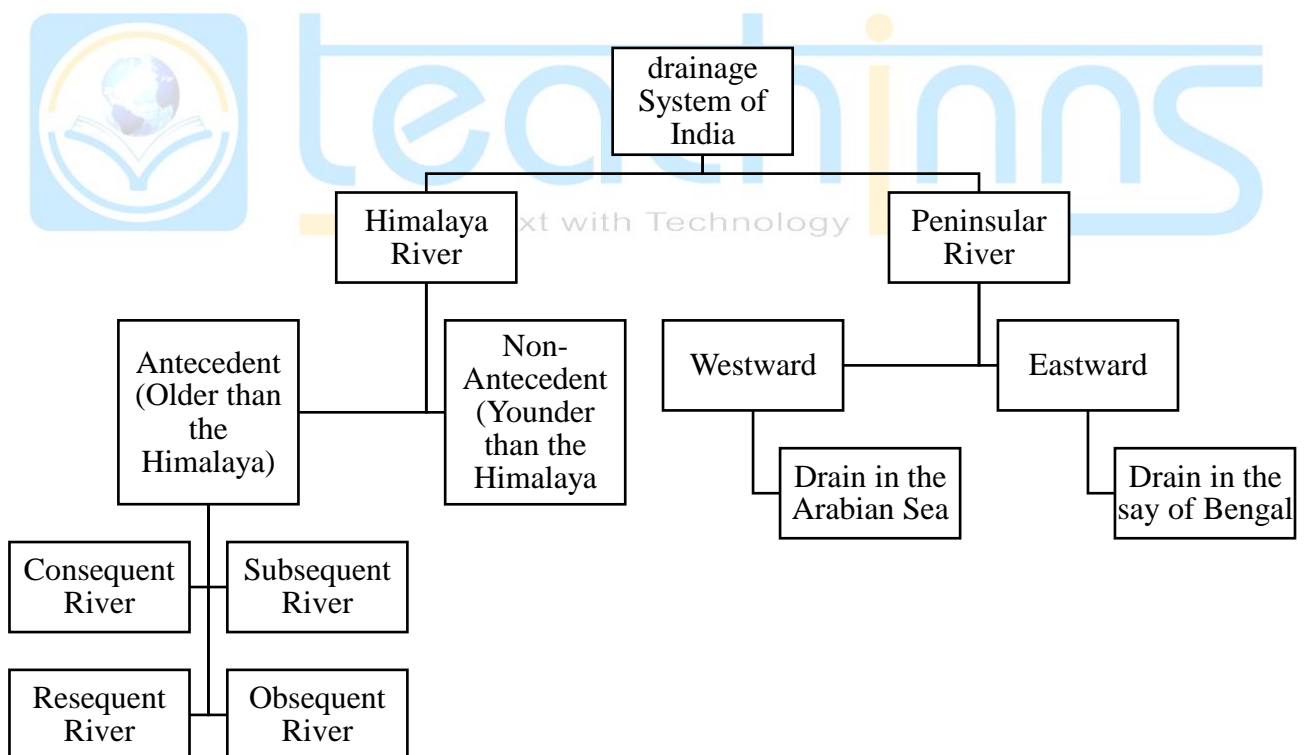 teachinns
xt with Technology
drainage
System of
India
Himalaya
River
Peninsular
River
Antecedent
(Older than
the
Himalaya)
Non-
Antecedent
(Younder
than the
Himalaya
Westward
Eastward
Drain in the
Arabian Sea
Drain in the
say of Bengal
Consequent
River
Subsequent
River
Resequent
River
Obsequent
River